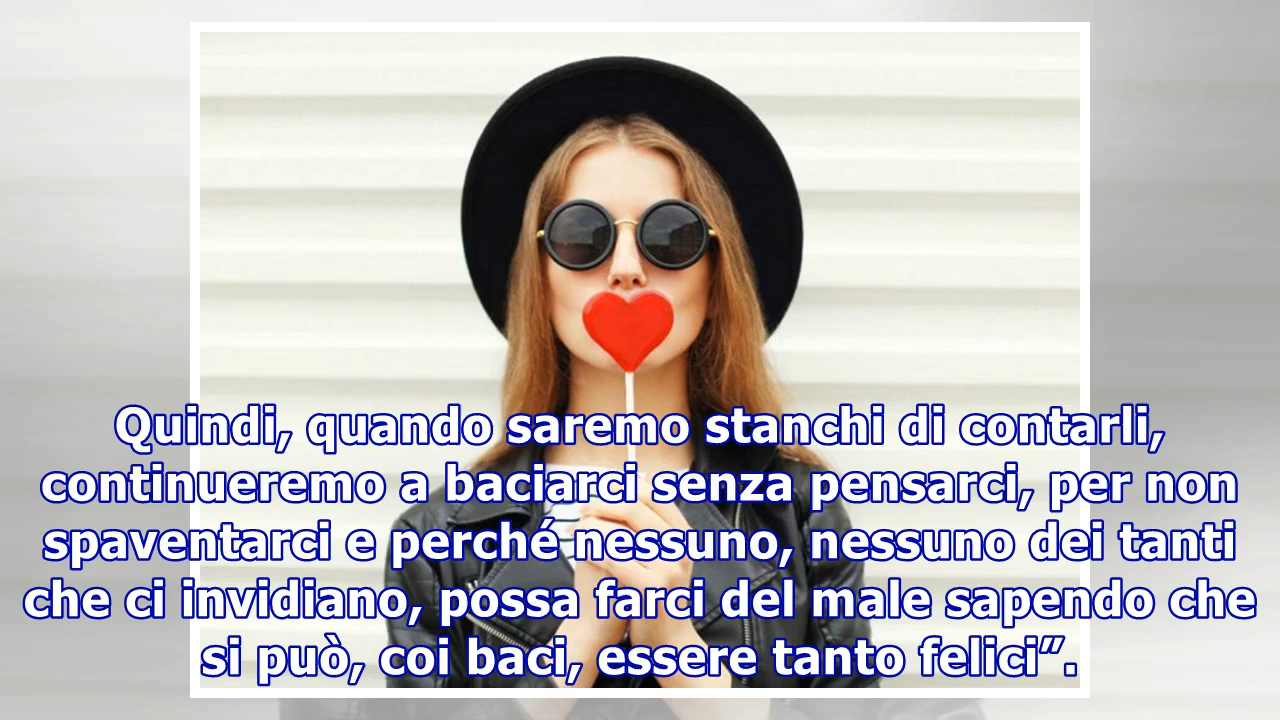 Quindi, quando saremo stanchi di contarli,
continueremo a baciarci senza pensarci, per non
spaventarci e perché nessuno, nessuno dei tanti
che ci invidiano, possa farci del male sapendo che
si può, coi baci, essere tanto felici”.